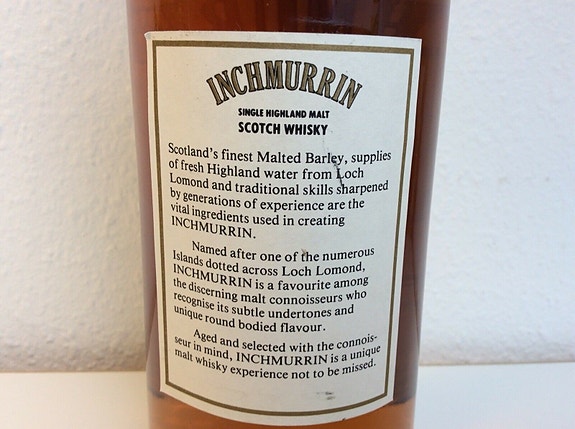 INCHMURRIN
SINGLE HIGHLAND MALT
SCOTCH WHISKY
Scotland's finest Malted Barley, supplies
of fresh Highland water from Loch
Lomond and traditional skills sharpened
by generations of experience are the
vital ingredients used in creating
INCHMURRIN.
Named after one of the numerous
Islands dotted across Loch Lomond,
INCHMURRIN is a favourite among
the discerning malt connoisseurs who
recognise its subtle undertones and
unique round bodied flavour.
Aged and selected with the connois-
seur in mind, INCHMURRIN is a unique
malt whisky experience not to be missed.